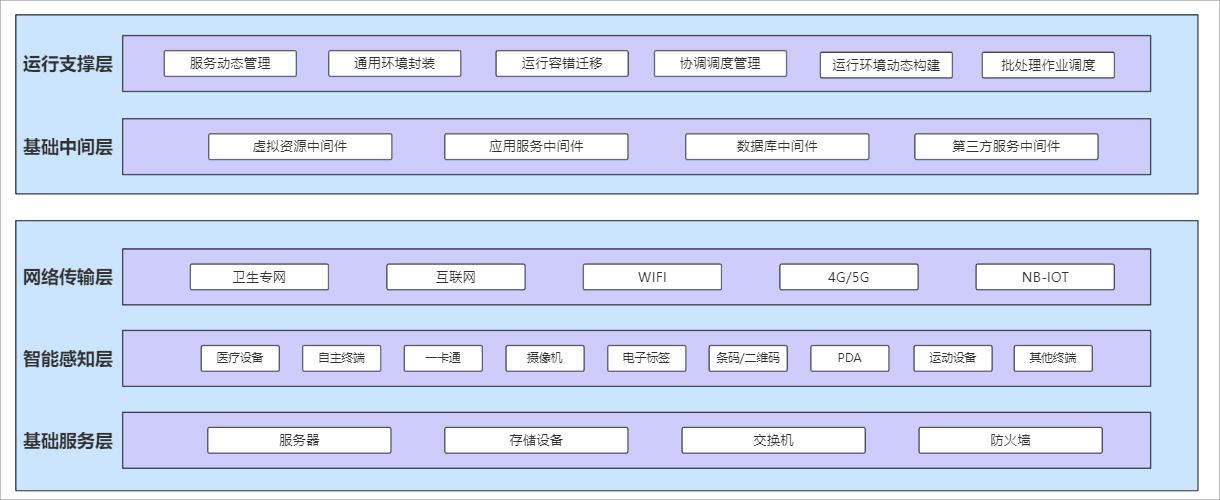 运行支撑层
服务动态管理
通用环境封装
运行容错迁移
协调调度管理
运行环境动态构建
批处理作业调度
基础中间层
虚拟资源中间件
应用服务中间件
数据库中间件
第三方服务中间件
网络传输层
卫生专网
互联网
WIFI
4G/5G
NB-IOT
智能感知层
医疗设备
自主终端
一卡通
摄像机
电子标签
条码/二维码
PDA
运动设备
其他终端
基础服务层
服务器
存储设备
交换机
防火墙